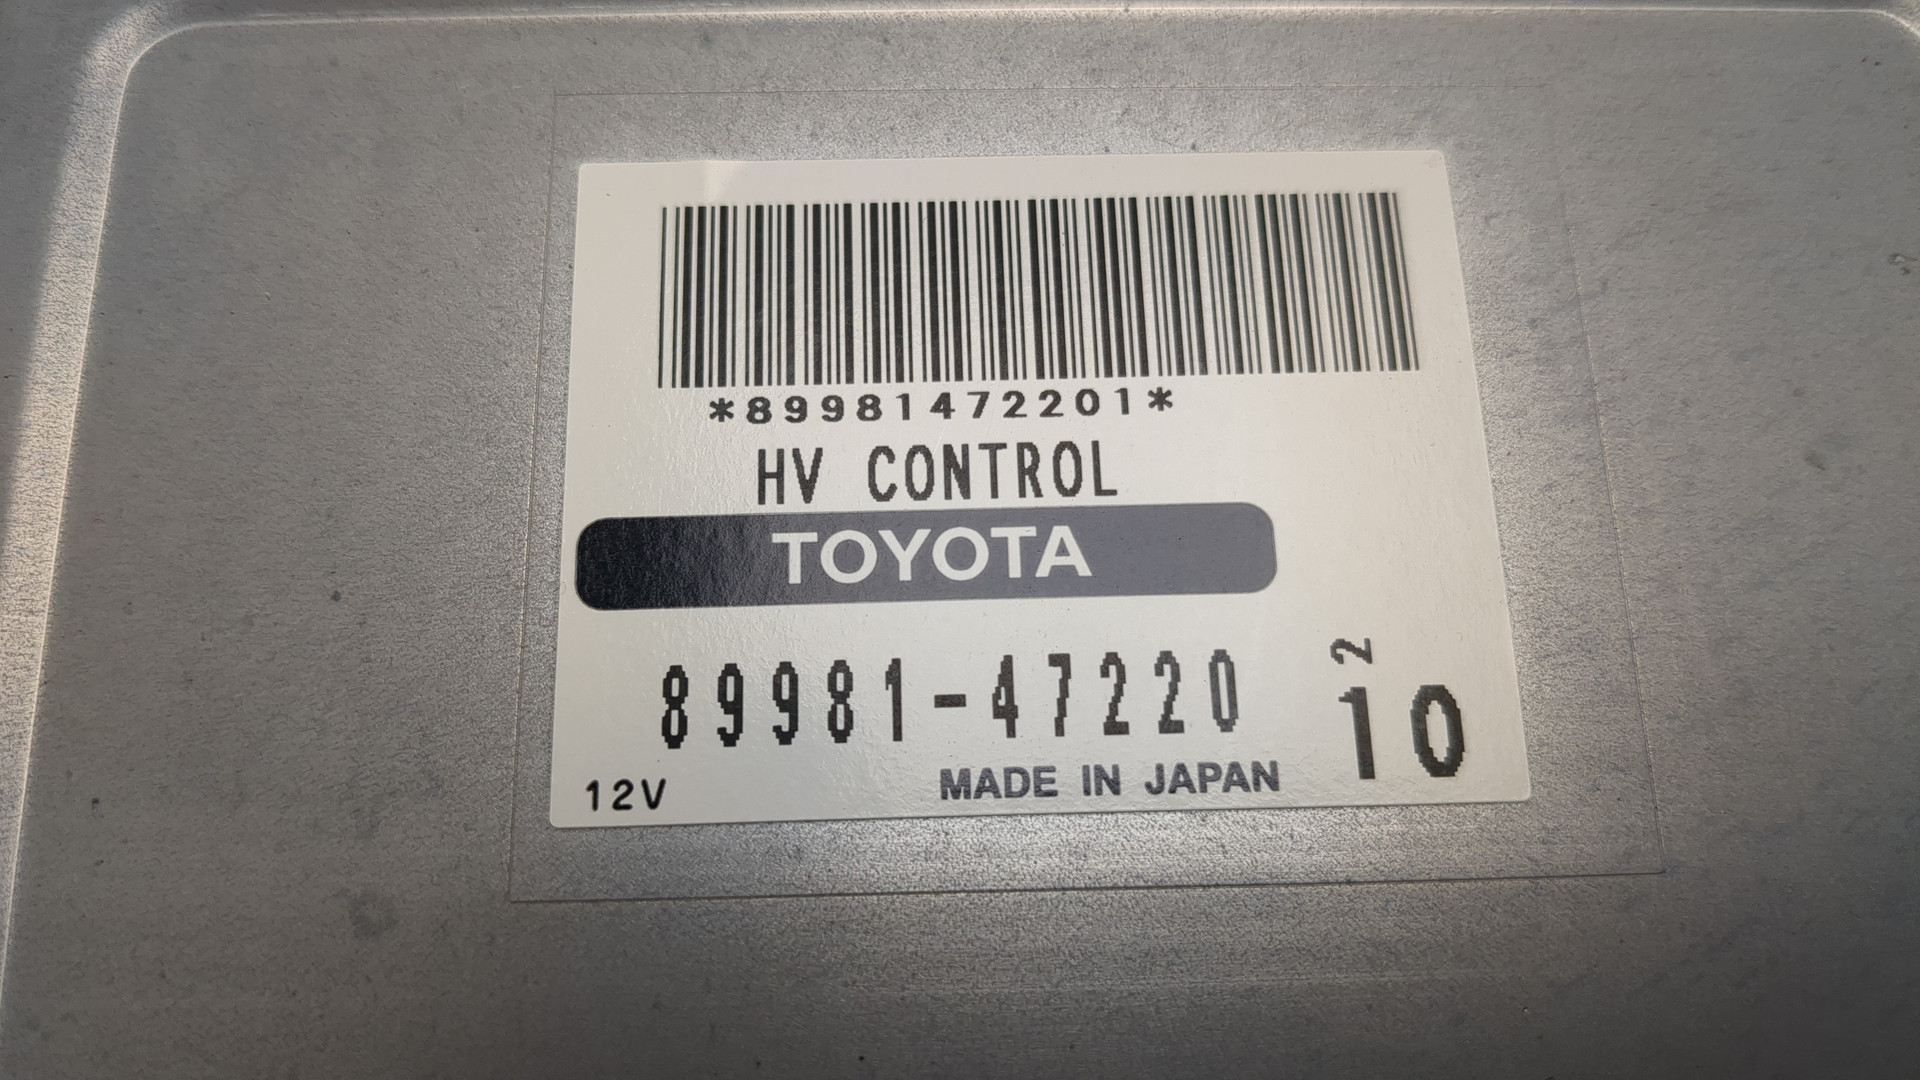 *89981472201*
HV CONTROL
TOYOTA
89981-47220
2
10
12V
MADE IN JAPAN